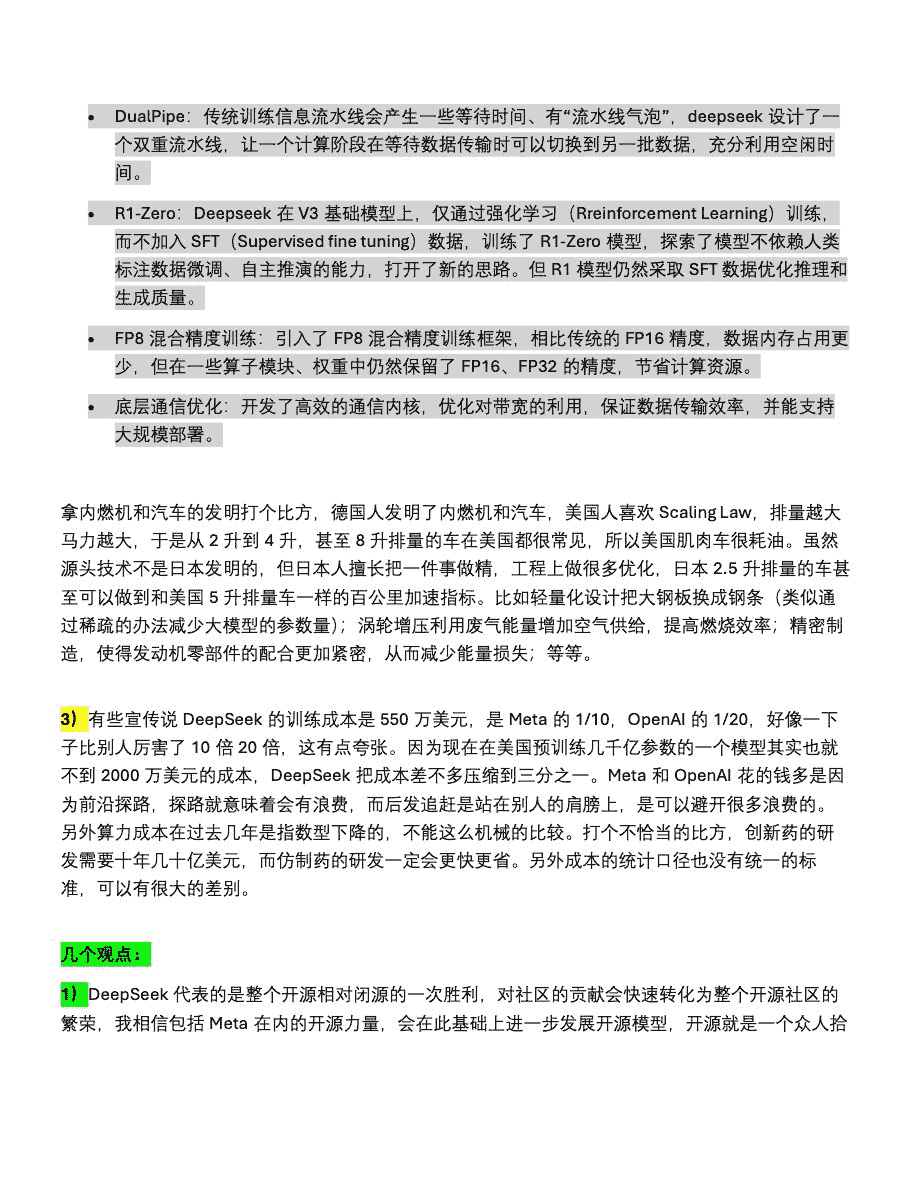 • DualPipe：传统训练信息流水线会产生一些等待时间、有“流水线气泡”，deepseek 设计了一
个双重流水线，让一个计算阶段在等待数据传输时可以切换到另一批数据，充分利用空闲时
间。
• R1-Zero：Deepseek 在 V3 基础模型上，仅通过强化学习（Rreinforcement Learning）训练，
而不加入 SFT（Supervised fine tuning）数据，训练了 R1-Zero 模型，探索了模型不依赖人类
标注数据微调、自主推演的能力，打开了新的思路。但 R1 模型仍然采取 SFT 数据优化推理和
生成质量。
• FP8 混合精度训练：引入了 FP8 混合精度训练框架，相比传统的 FP16 精度，数据内存占用更
少，但在一些算子模块、权重中仍然保留了 FP16、FP32 的精度，节省计算资源。
• 底层通信优化：开发了高效的通信内核，优化对带宽的利用，保证数据传输效率，并能支持
大规模部署。
拿内燃机和汽车的发明打个比方，德国人发明了内燃机和汽车，美国人喜欢 Scaling Law，排量越大
马力越大，于是从 2 升到 4 升，甚至 8 升排量的车在美国都很常见，所以美国肌肉车很耗油。虽然
源头技术不是日本发明的，但日本人擅长把一件事做精，工程上做很多优化，日本 2.5 升排量的车甚
至可以做到和美国 5 升排量车一样的百公里加速指标。比如轻量化设计把大钢板换成钢条（类似通
过稀疏的办法减少大模型的参数量）；涡轮增压利用废气能量增加空气供给，提高燃烧效率；精密制
造，使得发动机零部件的配合更加紧密，从而减少能量损失；等等。
3）有些宣传说 DeepSeek 的训练成本是 550 万美元，是 Meta 的 1/10，OpenAI 的 1/20，好像一下
子比别人厉害了 10 倍 20 倍，这有点夸张。因为现在在美国预训练几千亿参数的一个模型其实也就
不到 2000 万美元的成本，DeepSeek 把成本差不多压缩到三分之一。Meta 和 OpenAI 花的钱多是因
为前沿探路，探路就意味着会有浪费，而后发追赶是站在别人的肩膀上，是可以避开很多浪费的。
另外算力成本在过去几年是指数型下降的，不能这么机械的比较。打个不恰当的比方，创新药的研
发需要十年几十亿美元，而仿制药的研发一定会更快更省。另外成本的统计口径也没有统一的标
准，可以有很大的差别。
几个观点：
1）DeepSeek 代表的是整个开源相对闭源的一次胜利，对社区的贡献会快速转化为整个开源社区的
繁荣，我相信包括 Meta 在内的开源力量，会在此基础上进一步发展开源模型，开源就是一个众人拾